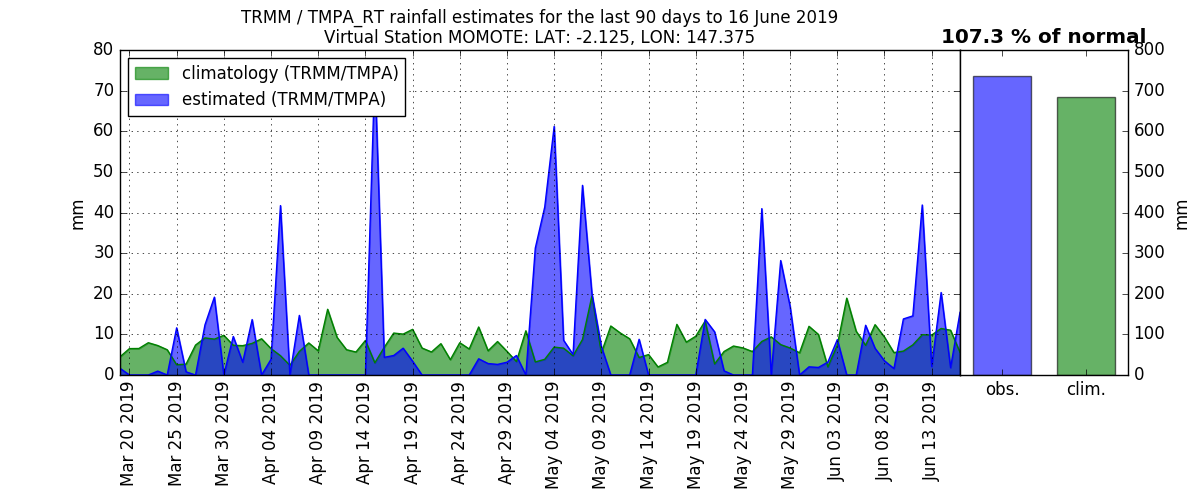 TRMM / TMPA_RT rainfall estimates for the last 90 days to 16 June 2019
Virtual Station MOMOTE: LAT: -2.125, LON: 147.375
107.3 % of normal
climatology (TRMM/TMPA)
estimated (TRMM/TMPA)
mm
80
70
60
50
40
30
20
10
0
Mar 20 2019
Mar 25 2019
Mar 30 2019
Apr 04 2019
Apr 09 2019
Apr 14 2019
Apr 19 2019
Apr 24 2019
Apr 29 2019
May 04 2019
May 09 2019
May 14 2019
May 19 2019
May 24 2019
May 29 2019
Jun 03 2019
Jun 08 2019
Jun 13 2019
obs.
clim.
800
700
600
500
400
300
200
100
0
mm